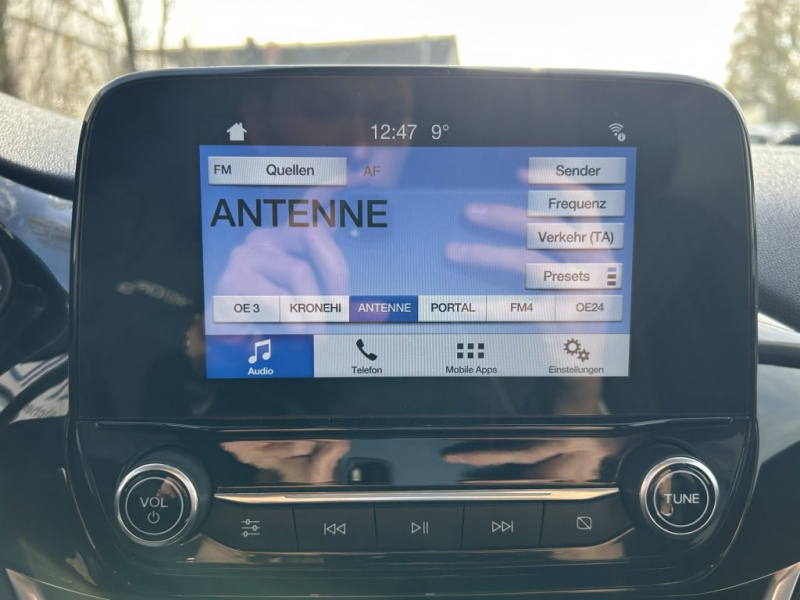 12:47 9°
FM Quellen AF Sender
ANTENNE
Frequenz
Verkehr (TA)
Presets
OE 3 KRONEHI ANTENNE PORTAL FM4 OE24
Audio Telefon Mobile Apps Einstellungen
VOL TUNE